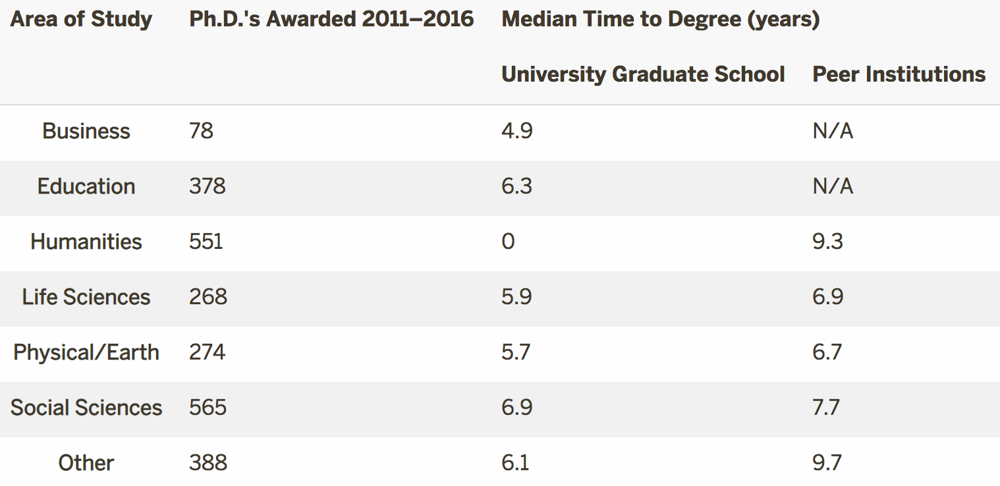 Area of Study Ph.D.'s Awarded 2011–2016 Median Time to Degree (years)
University Graduate School Peer Institutions
Business 78 4.9 N/A
Education 378 6.3 N/A
Humanities 551 0 9.3
Life Sciences 268 5.9 6.9
Physical/Earth 274 5.7 6.7
Social Sciences 565 6.9 7.7
Other 388 6.1 9.7